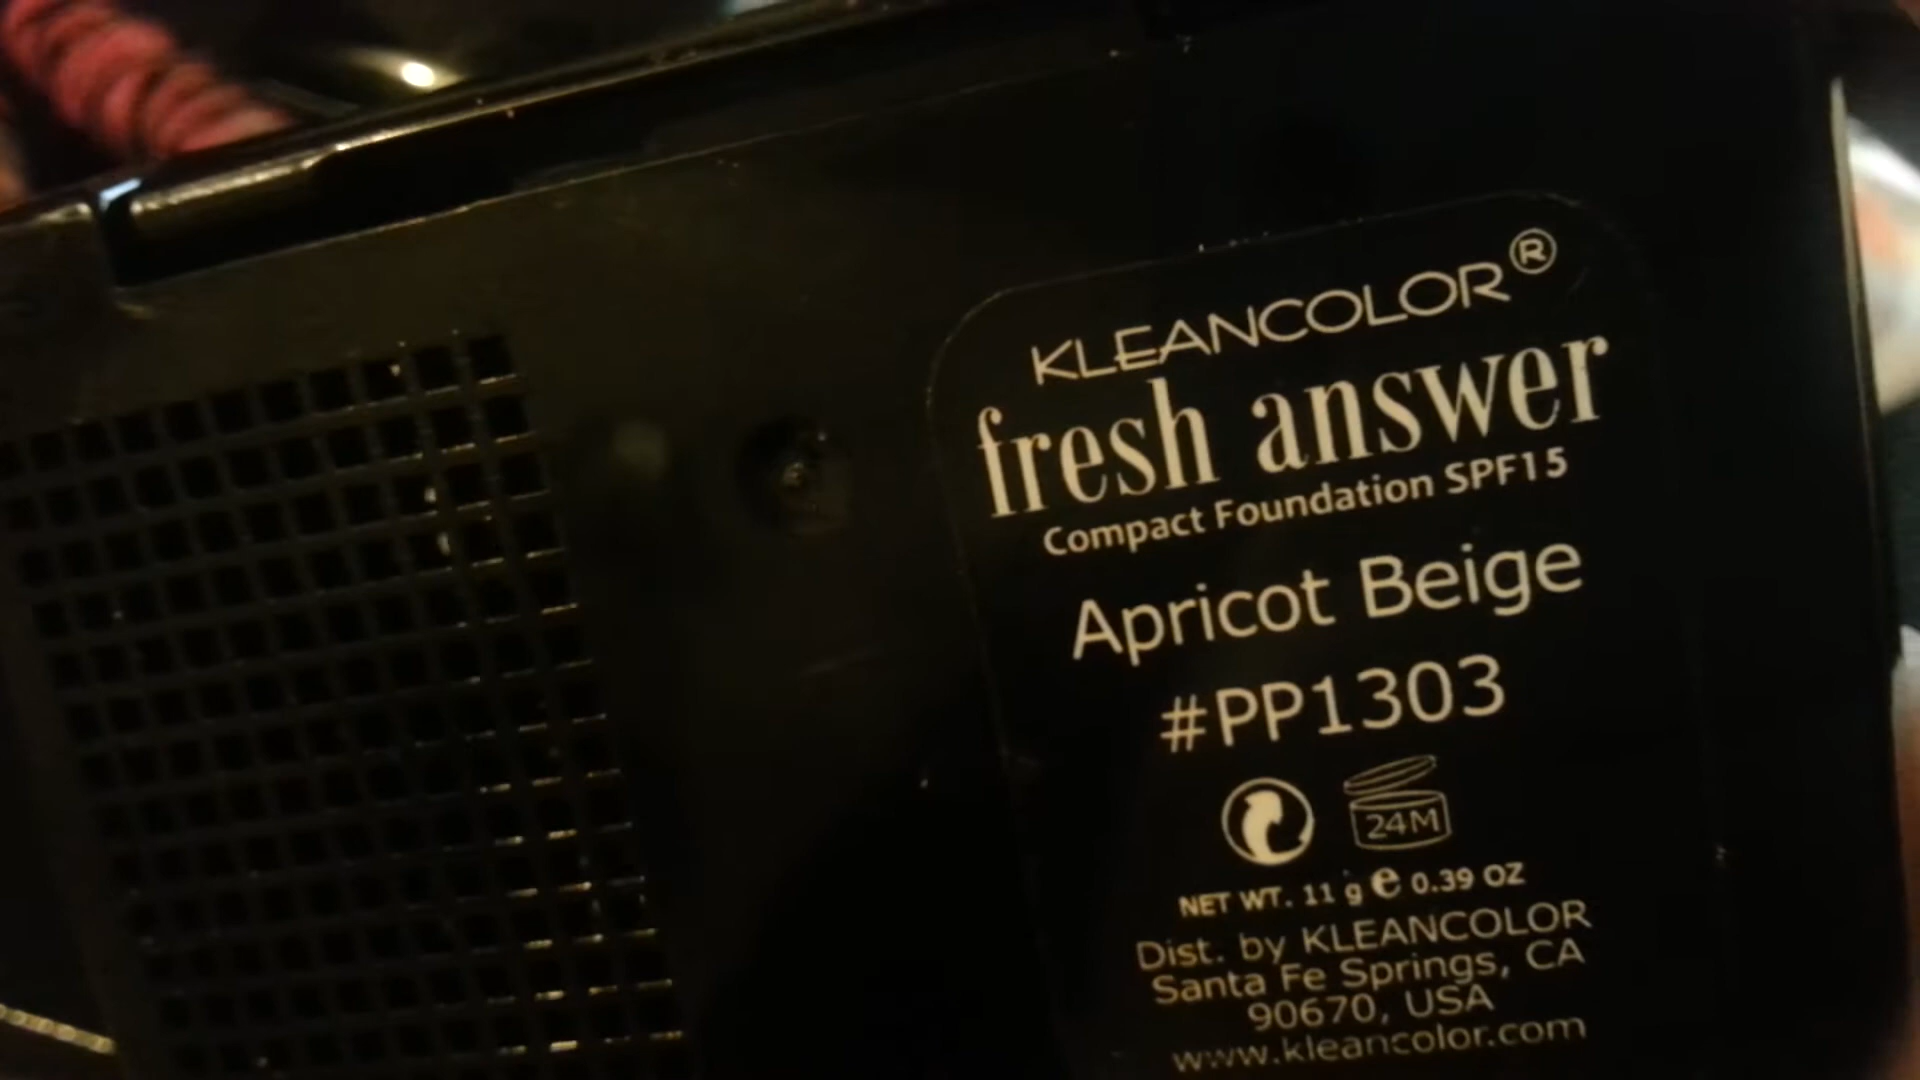 KLEANCOLOR®
fresh answer
Compact Foundation SPF15
Apricot Beige
#PP1303
24M
NET WT. 11 g e 0.39 OZ
Dist. by KLEANCOLOR
Santa Fe Springs, CA
90670, USA
www.kleancolor.com